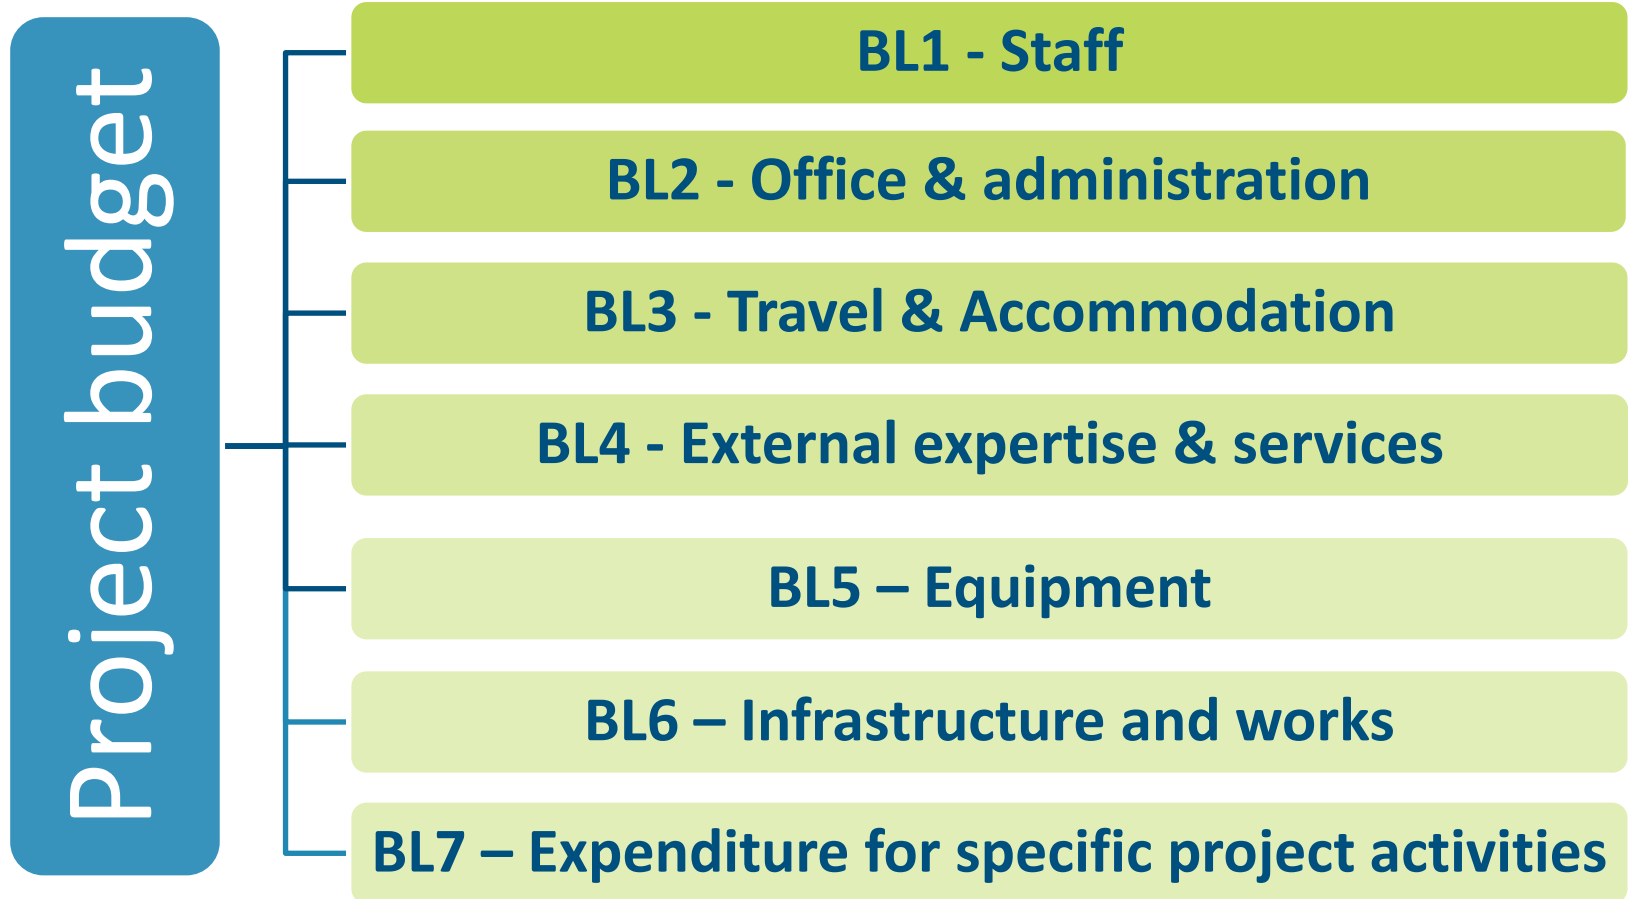 Project budget
BL1 - Staff
BL2 - Office & administration
BL3 - Travel & Accommodation
BL4 - External expertise & services
BL5 – Equipment
BL6 – Infrastructure and works
BL7 – Expenditure for specific project activities